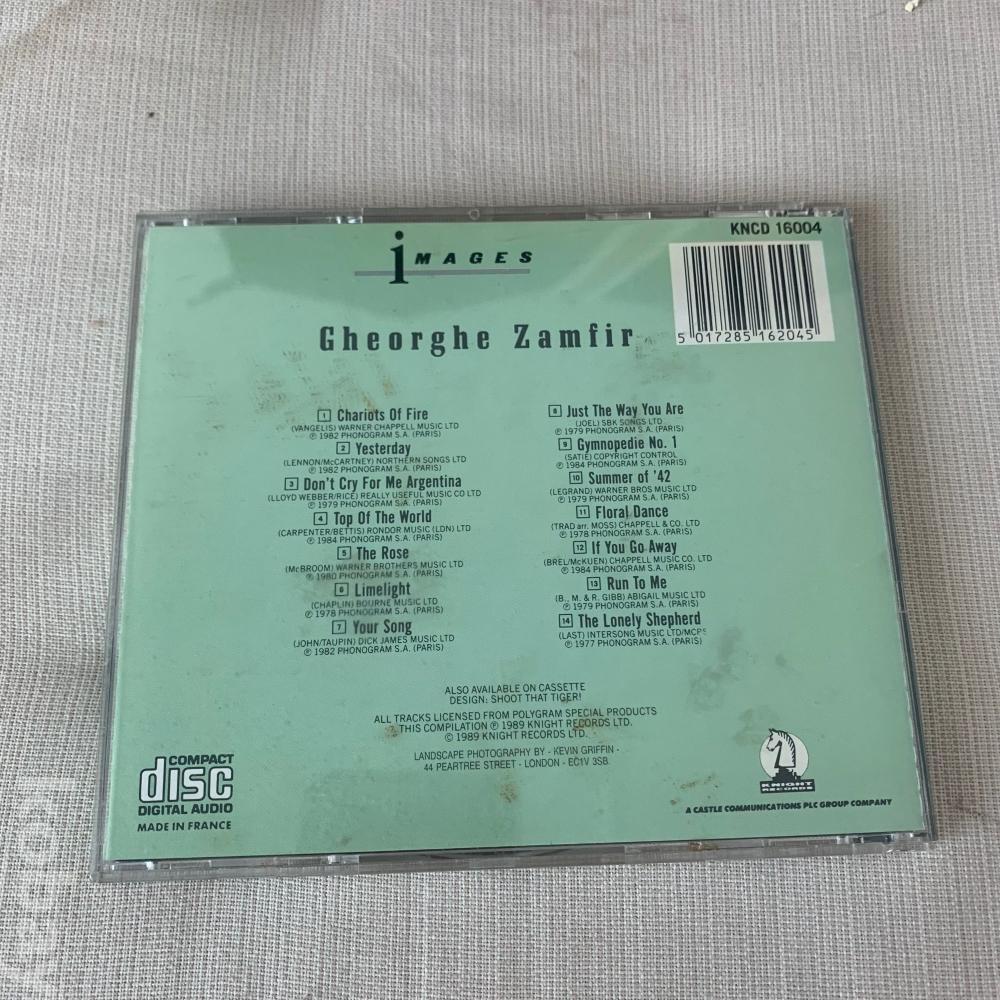 KNCD 16004
iMAGES
5 017285 162045
Gheorghe Zamfir
1 Chariots Of Fire
(VANGELIS) WARNER CHAPPELL MUSIC LTD
℗ 1982 PHONOGRAM S.A. (PARIS)
2 Yesterday
(LENNON/McCARTNEY) NORTHERN SONGS LTD
℗ 1982 PHONOGRAM S.A. (PARIS)
3 Don't Cry For Me Argentina
(LLOYD WEBBER/RICE) REALLY USEFUL MUSIC CO LTD
℗ 1979 PHONOGRAM S.A. (PARIS)
4 Top Of The World
(CARPENTER/BETTIS) RONDOR MUSIC (LDN) LTD
℗ 1984 PHONOGRAM S.A. (PARIS)
5 The Rose
(McBROOM) WARNER BROTHERS MUSIC LTD
℗ 1980 PHONOGRAM S.A. (PARIS)
6 Limelight
(CHAPLIN) BOURNE MUSIC LTD
℗ 1978 PHONOGRAM S.A. (PARIS)
7 Your Song
(JOHN/TAUPIN) DICK JAMES MUSIC LTD
℗ 1982 PHONOGRAM S.A. (PARIS)
8 Just The Way You Are
(JOEL) SBK SONGS LTD
℗ 1979 PHONOGRAM S.A. (PARIS)
9 Gymnopedie No. 1
(SATIE) COPYRIGHT CONTROL
℗ 1984 PHONOGRAM S.A. (PARIS)
10 Summer of '42
(LEGRAND) WARNER BROS MUSIC LTD
℗ 1979 PHONOGRAM S.A. (PARIS)
11 Floral Dance
(TRAD arr. MOSS) CHAPPELL & CO. LTD
℗ 1978 PHONOGRAM S.A. (PARIS)
12 If You Go Away
(BREL/McKUEN) CHAPPELL MUSIC CO. LTD
℗ 1984 PHONOGRAM S.A. (PARIS)
13 Run To Me
(B., M. & R. GIBB) ABIGAIL MUSIC LTD
℗ 1979 PHONOGRAM S.A. (PARIS)
14 The Lonely Shepherd
(LAST) INTERSONG MUSIC LTD/MCPS
℗ 1977 PHONOGRAM S.A. (PARIS)
ALSO AVAILABLE ON CASSETTE
DESIGN: SHOOT THAT TIGER!
ALL TRACKS LICENSED FROM POLYGRAM SPECIAL PRODUCTS
THIS COMPILATION ℗ 1989 KNIGHT RECORDS LTD.
© 1989 KNIGHT RECORDS LTD.
LANDSCAPE PHOTOGRAPHY BY - KEVIN GRIFFIN -
44 PEARTREE STREET - LONDON - EC1V 3SB.
COMPACT
disc
DIGITAL AUDIO
MADE IN FRANCE
KNIGHT
RECORDS
A CASTLE COMMUNICATIONS PLC GROUP COMPANY